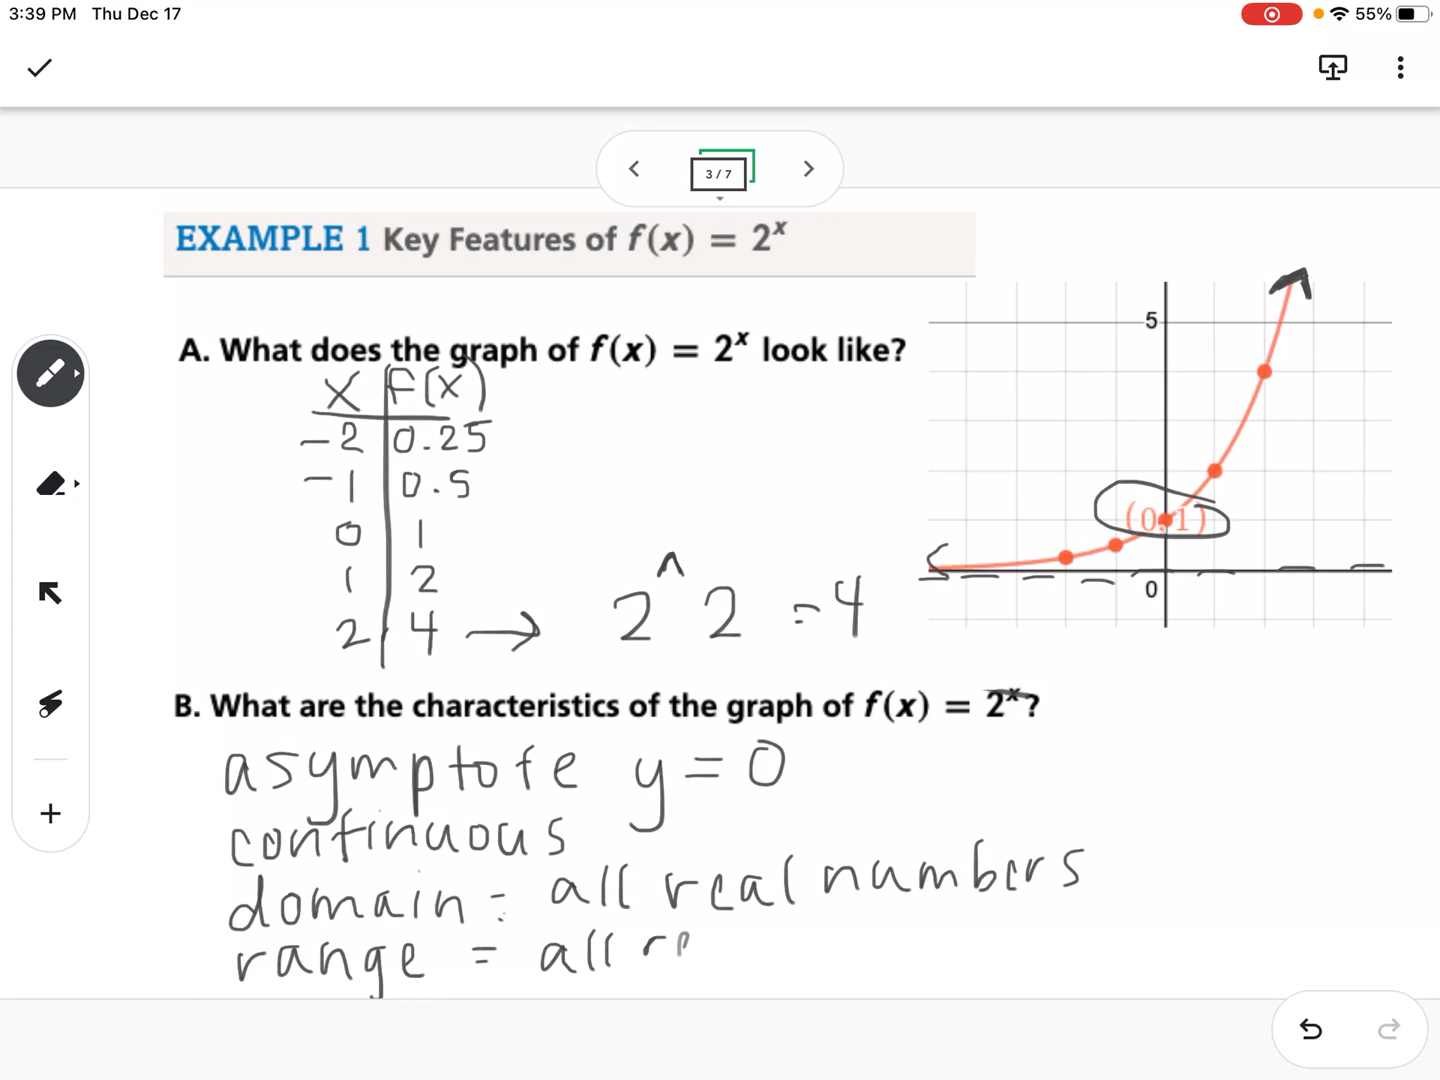 3:39 PM Thu Dec 17
55%
3 / 7
EXAMPLE 1 Key Features of f(x) = 2ˣ
A. What does the graph of f(x) = 2ˣ look like?
x f(x)
-2 0.25
-1 0.5
0 1
1 2
2 4 → 2^2 = 4
5
(0, 1)
0
B. What are the characteristics of the graph of f(x) = 2ˣ?
asymptote y = 0
continuous
domain = all real numbers
range = all